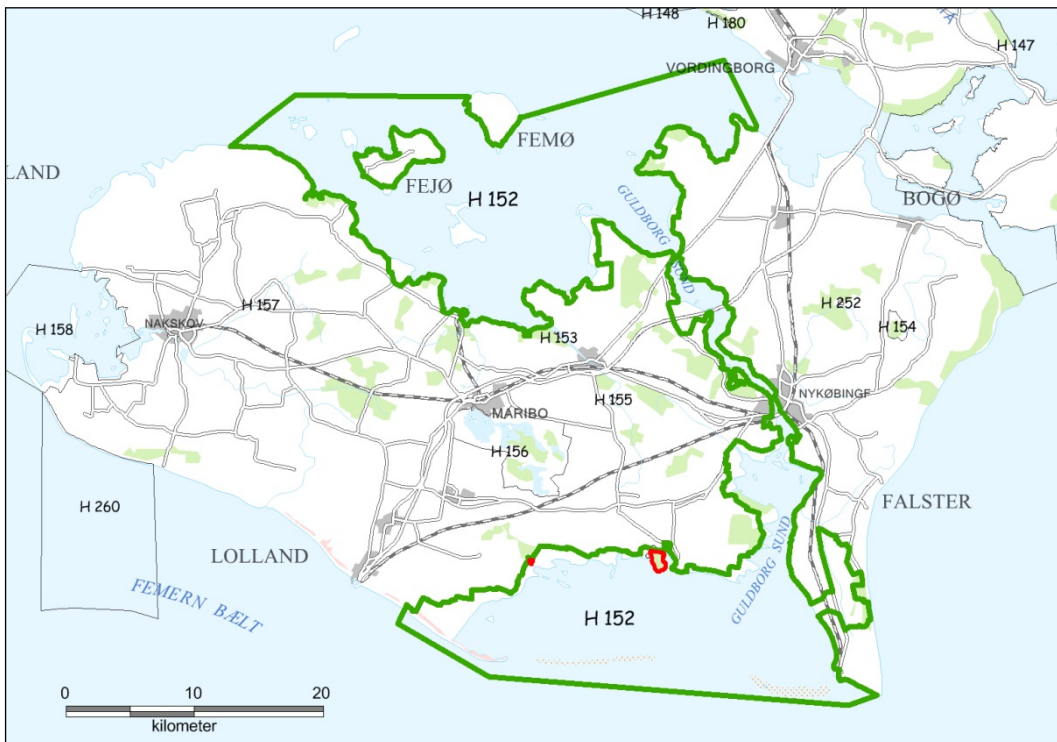 H 148
H 180
H 147
VORDINGBORG
FEMØ
LAND
FEJØ
H 152
GULDBORG SUND
BOGØ
H 157
H 252
H 158
NAKSKOV
H 154
H 153
H 155
NYKØBINGF
MARIBO
H 156
H 260
FALSTER
LOLLAND
GULDBORG SUND
FEMERN BÆLT
H 152
0 10 20
kilometer